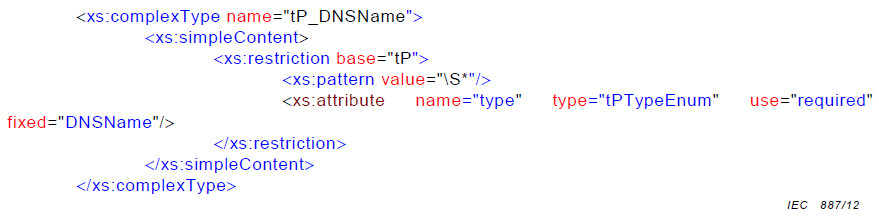 <xs:complexType name="tP_DNSName">
<xs:simpleContent>
<xs:restriction base="tP">
<xs:pattern value="\S*"/>
<xs:attribute name="type" type="tPTypeEnum" use="required"
fixed="DNSName"/>
</xs:restriction>
</xs:simpleContent>
</xs:complexType>
IEC 887/12